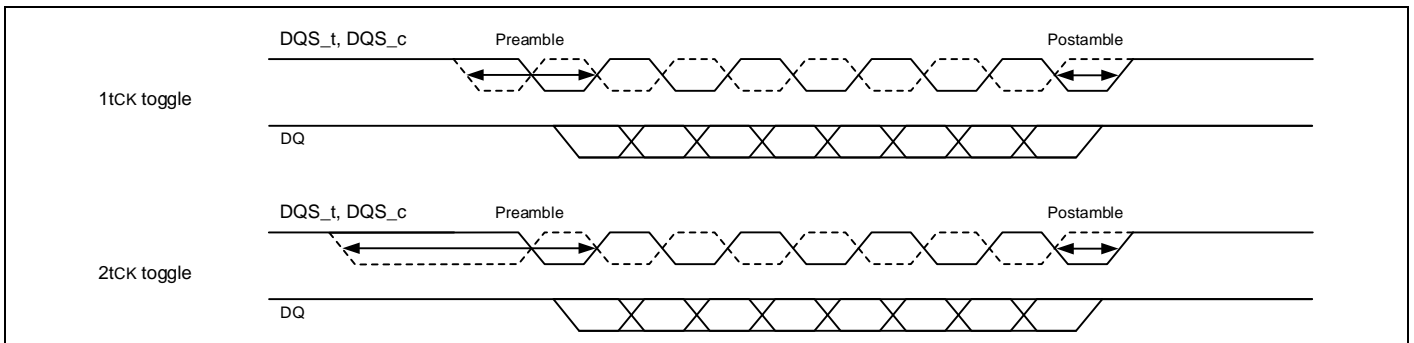 DQS_t, DQS_c Preamble Postamble
1tCK toggle
DQ
DQS_t, DQS_c Preamble Postamble
2tCK toggle
DQ